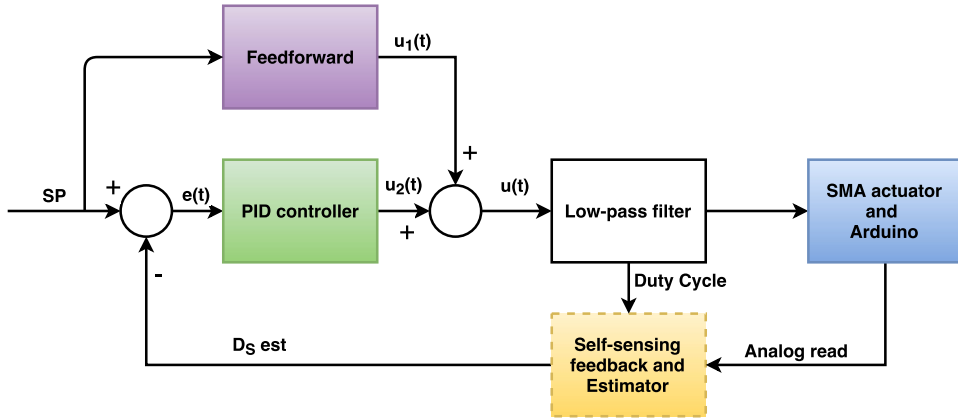 Feedforward
u1(t)
+
SP
+
e(t)
PID controller
u2(t)
+
u(t)
Low-pass filter
SMA actuator
and
Arduino
-
Duty Cycle
DS est
Self-sensing
feedback and
Estimator
Analog read